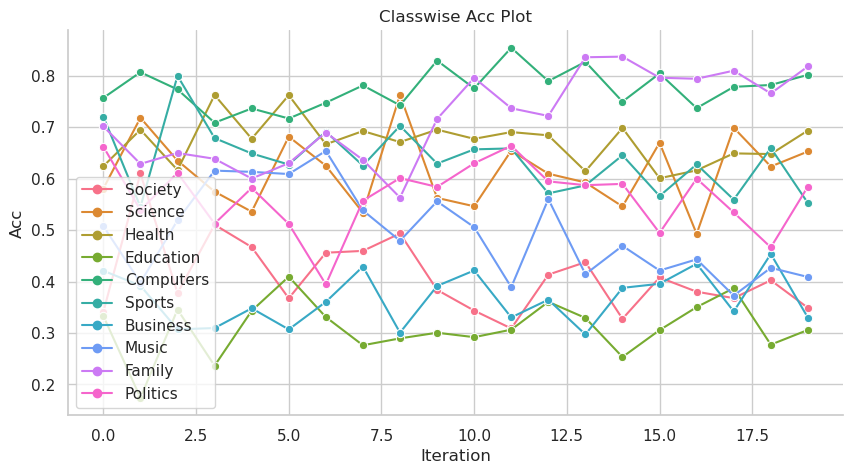 Classwise Acc Plot
Acc
0.8
0.7
0.6
0.5
0.4
0.3
0.2
Society
Science
Health
Education
Computers
Sports
Business
Music
Family
Politics
0.0 2.5 5.0 7.5 10.0 12.5 15.0 17.5
Iteration